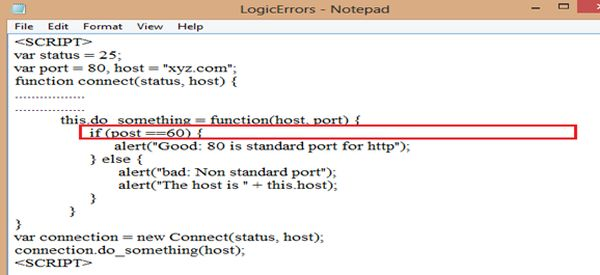 LogicErrors - Notepad
File Edit Format View Help
<SCRIPT>
var status = 25;
var port = 80, host = "xyz.com";
function connect(status, host) {
................
................
this.do_something = function(host, port) {
if (post ==60) {
alert("Good: 80 is standard port for http");
} else {
alert("bad: Non standard port");
alert("The host is " + this.host);
}
}
}
var connection = new Connect(status, host);
connection.do_something(host);
<SCRIPT>